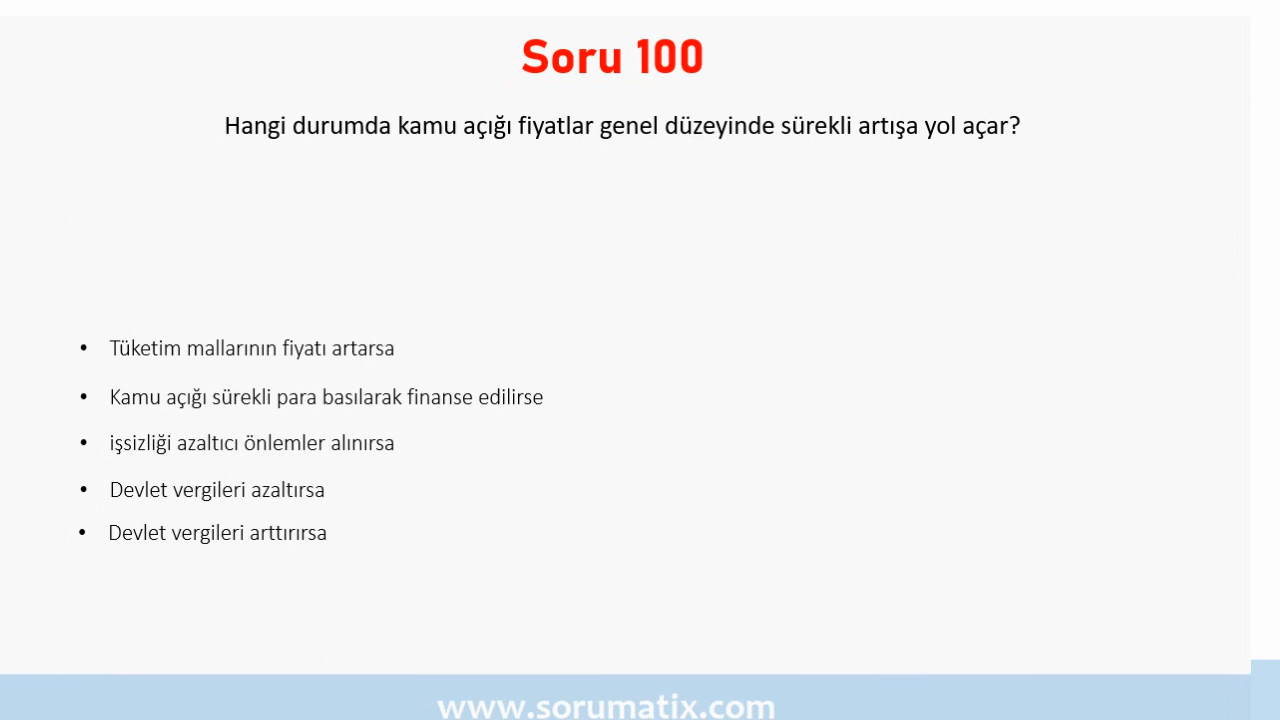 Soru 100
Hangi durumda kamu açığı fiyatlar genel düzeyinde sürekli artışa yol açar?
• Tüketim mallarının fiyatı artarsa
• Kamu açığı sürekli para basılarak finanse edilirse
• işsizliği azaltıcı önlemler alınırsa
• Devlet vergileri azaltırsa
• Devlet vergileri arttırırsa
www.sorumatix.com